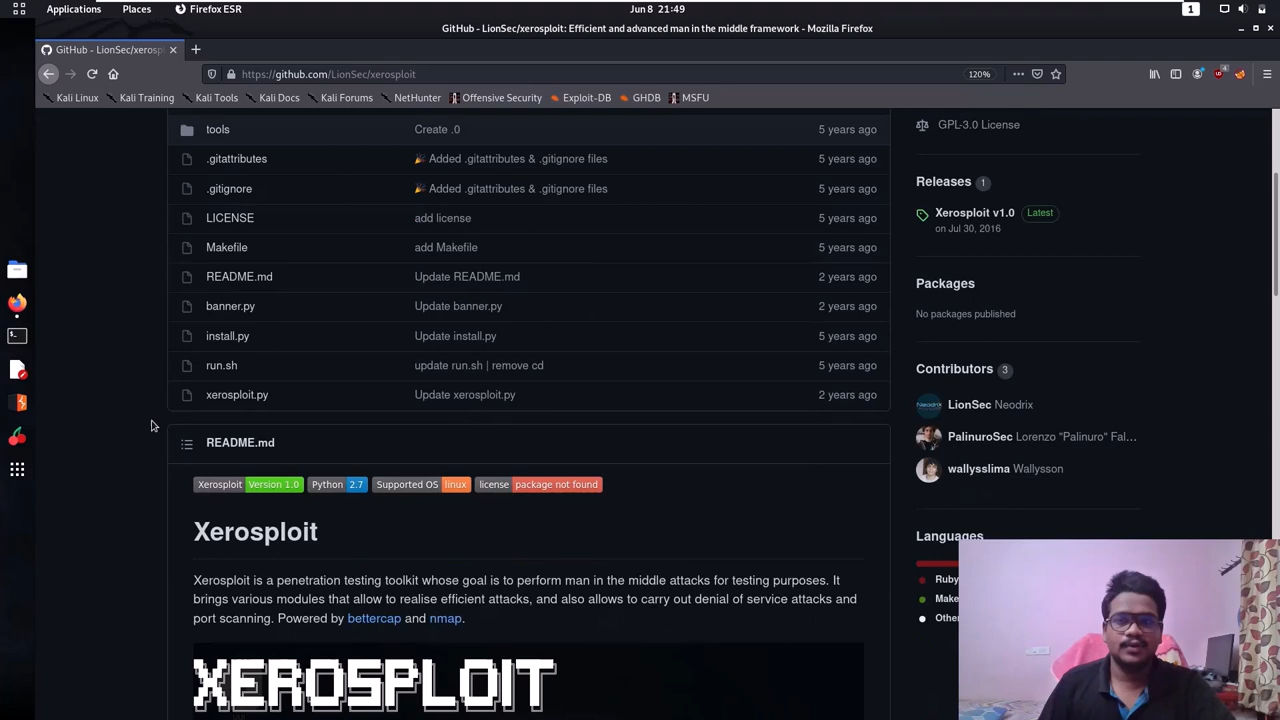 Applications Places Firefox ESR Jun 8 21:49 1
GitHub - LionSec/xerosploit: Efficient and advanced man in the middle framework - Mozilla Firefox
GitHub - LionSec/xerospl
https://github.com/LionSec/xerosploit 120% 4
Kali Linux Kali Training Kali Tools Kali Docs Kali Forums NetHunter Offensive Security Exploit-DB GHDB MSFU
tools Create .0 5 years ago
.gitattributes 🎉 Added .gitattributes & .gitignore files 5 years ago
.gitignore 🎉 Added .gitattributes & .gitignore files 5 years ago
LICENSE add license 5 years ago
Makefile add Makefile 5 years ago
README.md Update README.md 2 years ago
banner.py Update banner.py 2 years ago
install.py Update install.py 5 years ago
run.sh update run.sh | remove cd 5 years ago
xerosploit.py Update xerosploit.py 2 years ago
README.md
Xerosploit Version 1.0 Python 2.7 Supported OS linux license package not found
Xerosploit
Xerosploit is a penetration testing toolkit whose goal is to perform man in the middle attacks for testing purposes. It
brings various modules that allow to realise efficient attacks, and also allows to carry out denial of service attacks and
port scanning. Powered by bettercap and nmap.
XEROSPLOIT
GPL-3.0 License
Releases 1
Xerosploit v1.0 Latest
on Jul 30, 2016
Packages
No packages published
Contributors 3
LionSec Neodrix
PalinuroSec Lorenzo "Palinuro" Fal...
wallysslima Wallysson
Languages
Ruby
Make
Othe